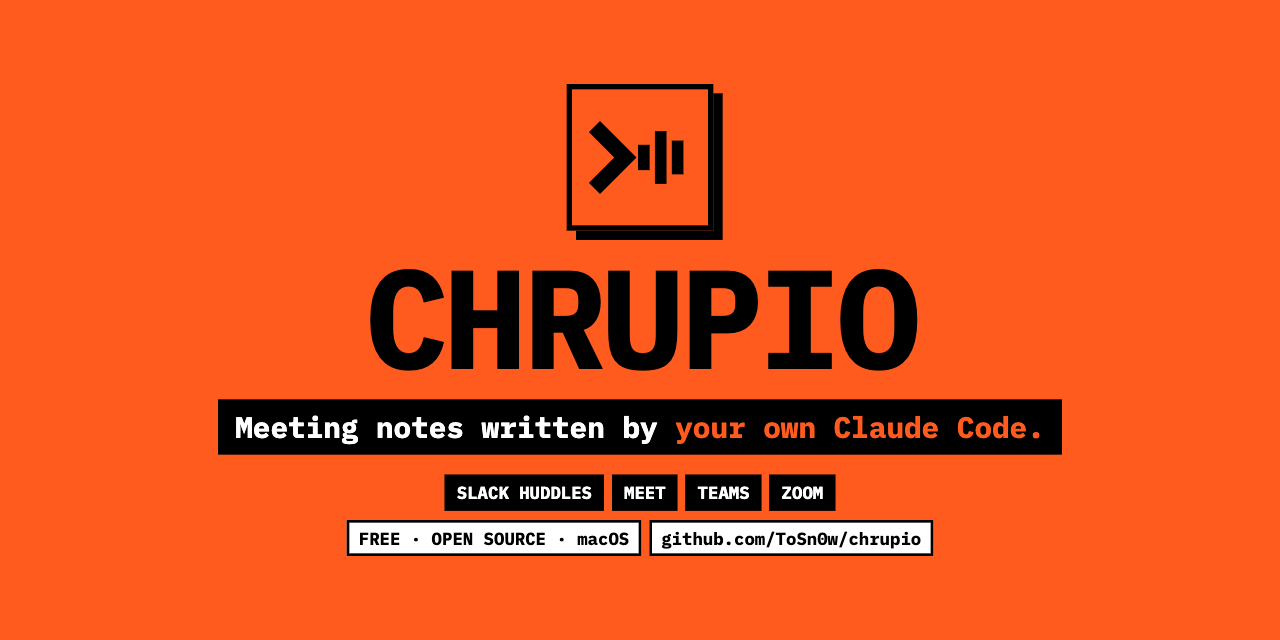 CHRUPIO
Meeting notes written by your own Claude Code.
SLACK HUDDLES MEET TEAMS ZOOM
FREE · OPEN SOURCE · macOS github.com/ToSn0w/chrupio